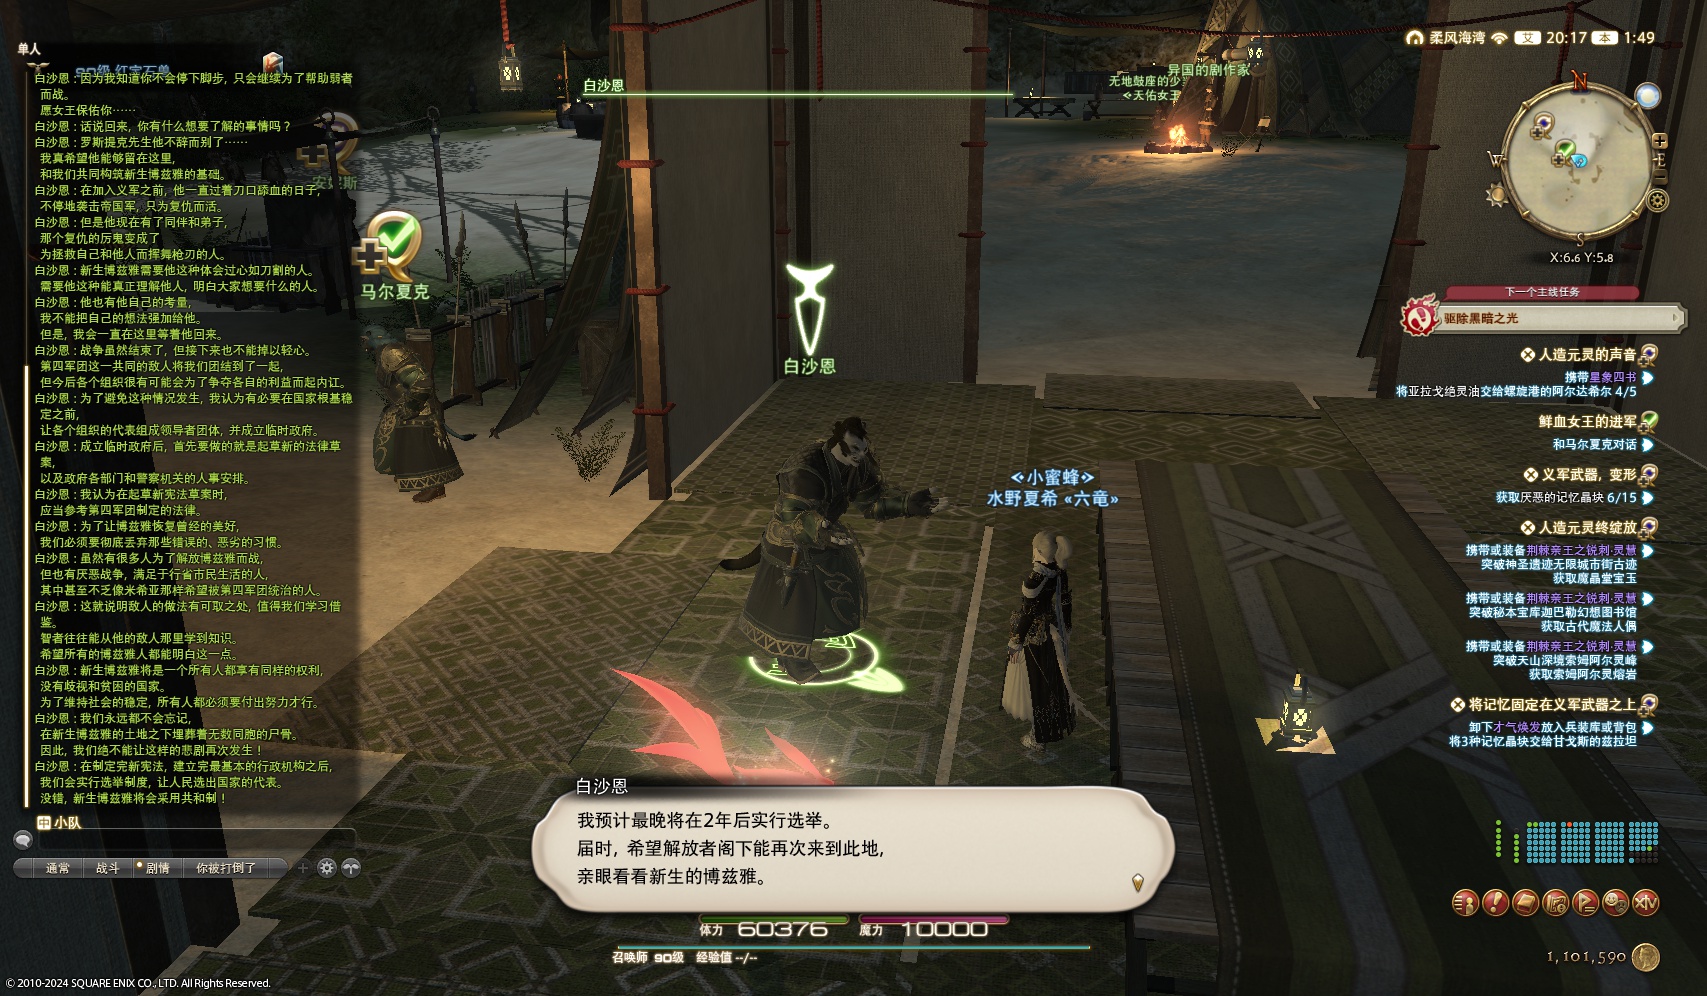 单人
90级 红宝石兽
白沙恩：因为我知道你不会停下脚步，只会继续为了帮助弱者
而战。
愿女王保佑你……
白沙恩：话说回来，你有什么想要了解的事情吗？
白沙恩：罗斯提克先生他不辞而别了……
我真希望他能够留在这里，
和我们共同构筑新生博兹雅的基础。
白沙恩：在加入义军之前，他一直过着刀口舔血的日子，
不停地袭击帝国军，只为复仇而活。
白沙恩：但是他现在有了同伴和弟子，
那个复仇的厉鬼变成了
为拯救自己和他人而挥舞枪刃的人。
白沙恩：新生博兹雅需要他这种体会过心如刀割的人。
需要他这种能真正理解他人，明白大家想要什么的人。
白沙恩：他也有他自己的考量，
我不能把自己的想法强加给他。
但是，我会一直在这里等着他回来。
白沙恩：战争虽然结束了，但接下来也不能掉以轻心。
第四军团这一共同的敌人将我们团结到了一起，
但今后各个组织很有可能会为了争夺各自的利益而起内讧。
白沙恩：为了避免这种情况发生，我认为有必要在国家根基稳
定之前，
让各个组织的代表组成领导者团体，并成立临时政府。
白沙恩：成立临时政府后，首先要做的就是起草新的法律草
案，
以及政府各部门和警察机关的人事安排。
白沙恩：我认为在起草新宪法草案时，
应当参考第四军团制定的法律。
白沙恩：为了让博兹雅恢复曾经的美好，
我们必须要彻底丢弃那些错误的、恶劣的习惯。
白沙恩：虽然有很多人为了解放博兹雅而战，
但也有厌恶战争，满足于行省市民生活的人，
其中甚至不乏像米希亚那样希望被第四军团统治的人。
白沙恩：这就说明敌人的做法有可取之处，值得我们学习借
鉴。
智者往往能从他的敌人那里学到知识。
希望所有的博兹雅人都能明白这一点。
白沙恩：新生博兹雅将是一个所有人都享有同样的权利，
没有歧视和贫困的国家。
为了维持社会的稳定，所有人都必须要付出努力才行。
白沙恩：我们永远都不会忘记，
在新生博兹雅的土地之下埋葬着无数同胞的尸骨。
因此，我们绝不能让这样的悲剧再次发生！
白沙恩：在制定完新宪法，建立完最基本的行政机构之后，
我们会实行选举制度，让人民选出国家的代表。
没错，新生博兹雅将会采用共和制！
小队
通常 战斗 剧情 你被打倒了
安妮斯
马尔夏克
白沙恩
白沙恩
异国的剧作家
无地鼓座的少
天佑女王
小蜜蜂
水野夏希 «六竜»
白沙恩
我预计最晚将在2年后实行选举。
届时，希望解放者阁下能再次来到此地，
亲眼看看新生的博兹雅。
体力 60376 魔力 10000
召唤师 90级 经验值 --/--
柔风海湾 艾 20:17 本 1:49
N
W
E
S
X:6.6 Y:5.8
下一个主线任务
驱除黑暗之光
人造元灵的声音
携带星象四书
将亚拉戈绝灵油交给螺旋港的阿尔达希尔 4/5
鲜血女王的进军
和马尔夏克对话
义军武器，变形
获取厌恶的记忆晶块 6/15
人造元灵终绽放
携带或装备荆棘亲王之锐刺·灵慧
突破神圣遗迹无限城市街古迹
获取魔晶堂宝玉
携带或装备荆棘亲王之锐刺·灵慧
突破秘本宝库迦巴勒幻想图书馆
获取古代魔法人偶
携带或装备荆棘亲王之锐刺·灵慧
突破天山深境索姆阿尔灵峰
获取索姆阿尔灵熔岩
将记忆固定在义军武器之上
卸下才气焕发放入兵装库或背包
将3种记忆晶块交给甘戈斯的兹拉坦
XIV
1,101,590
© 2010-2024 SQUARE ENIX CO., LTD. All Rights Reserved.